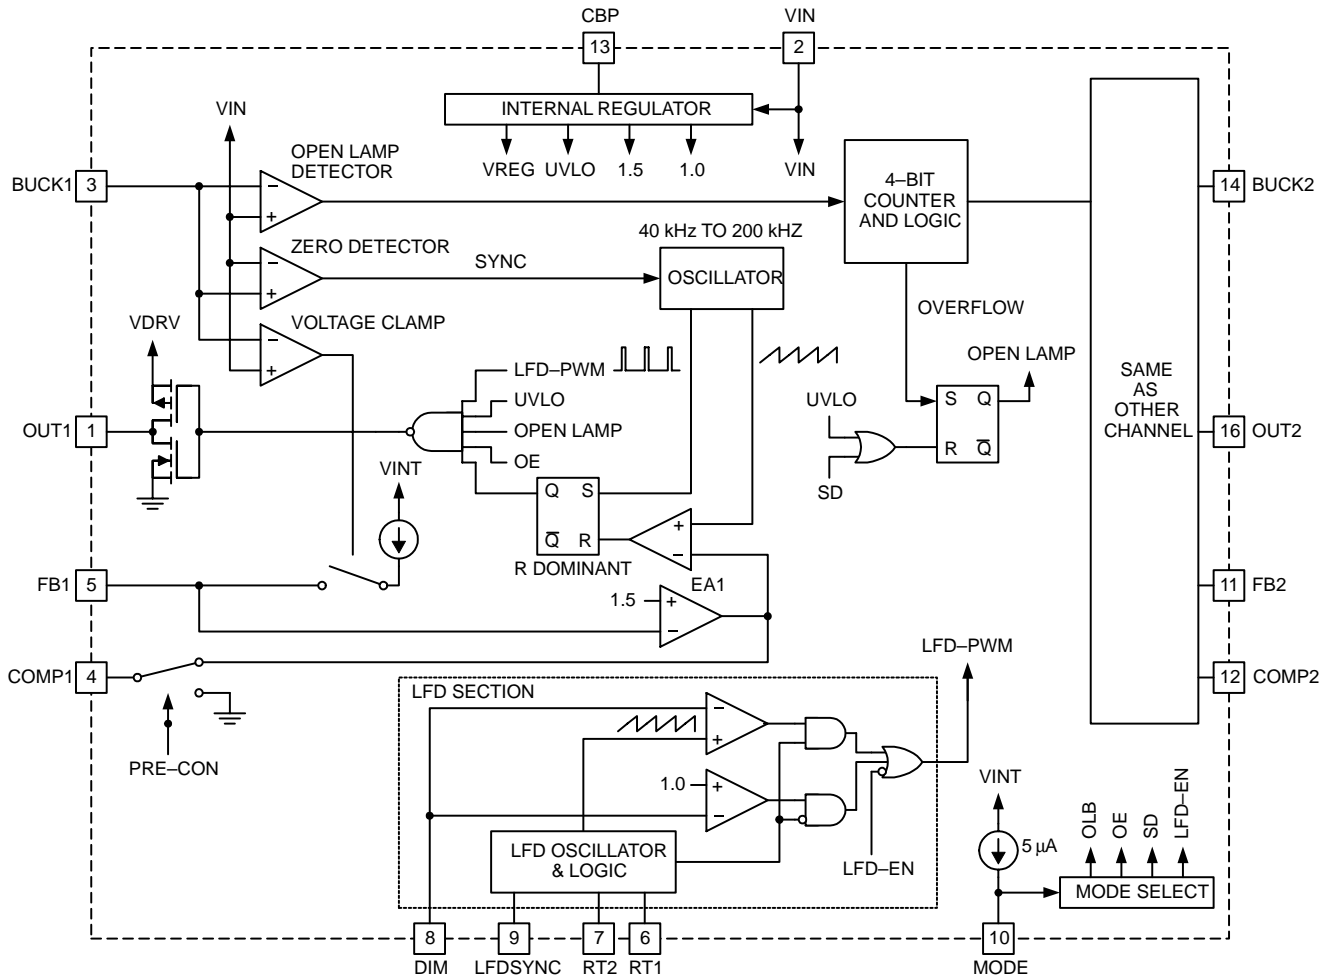 CBP
VIN
13
2
INTERNAL REGULATOR
VIN
VREG
UVLO
1.5
1.0
VIN
OPEN LAMP
DETECTOR
BUCK1
3
−
+
4–BIT
COUNTER
AND LOGIC
14
BUCK2
40 kHz TO 200 kHZ
ZERO DETECTOR
SYNC
−
+
OSCILLATOR
OVERFLOW
VDRV
VOLTAGE CLAMP
−
+
LFD–PWM
OPEN LAMP
SAME
AS
OTHER
CHANNEL
UVLO
UVLO
S
Q
OUT1
1
OPEN LAMP
16
OUT2
R
Q
OE
VINT
SD
Q
S
+
Q
R
−
R DOMINANT
FB1
5
EA1
11
FB2
1.5
+
−
COMP1
4
LFD–PWM
12
COMP2
LFD SECTION
−
+
PRE–CON
1.0
+
−
VINT
OLB
OE
SD
LFD–EN
5 µA
LFD OSCILLATOR
& LOGIC
LFD–EN
MODE SELECT
8
9
7
6
10
DIM
LFDSYNC
RT2
RT1
MODE